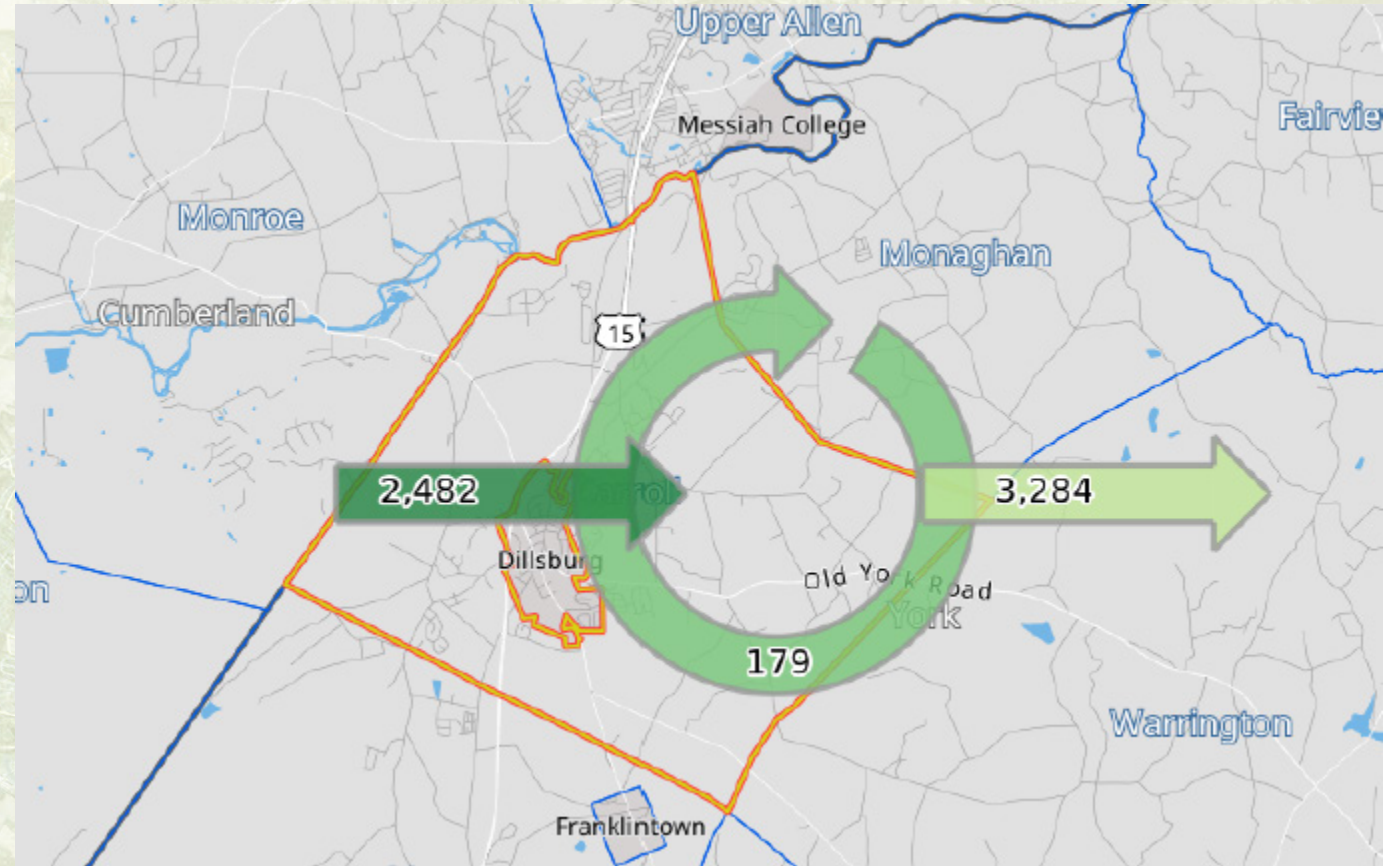 Upper Allen
Messiah College
Fairvie
Monroe
Monaghan
Cumberland
15
2,482
Carroll
3,284
Dillsburg
Old York Road
on
York
179
Warrington
Franklintown